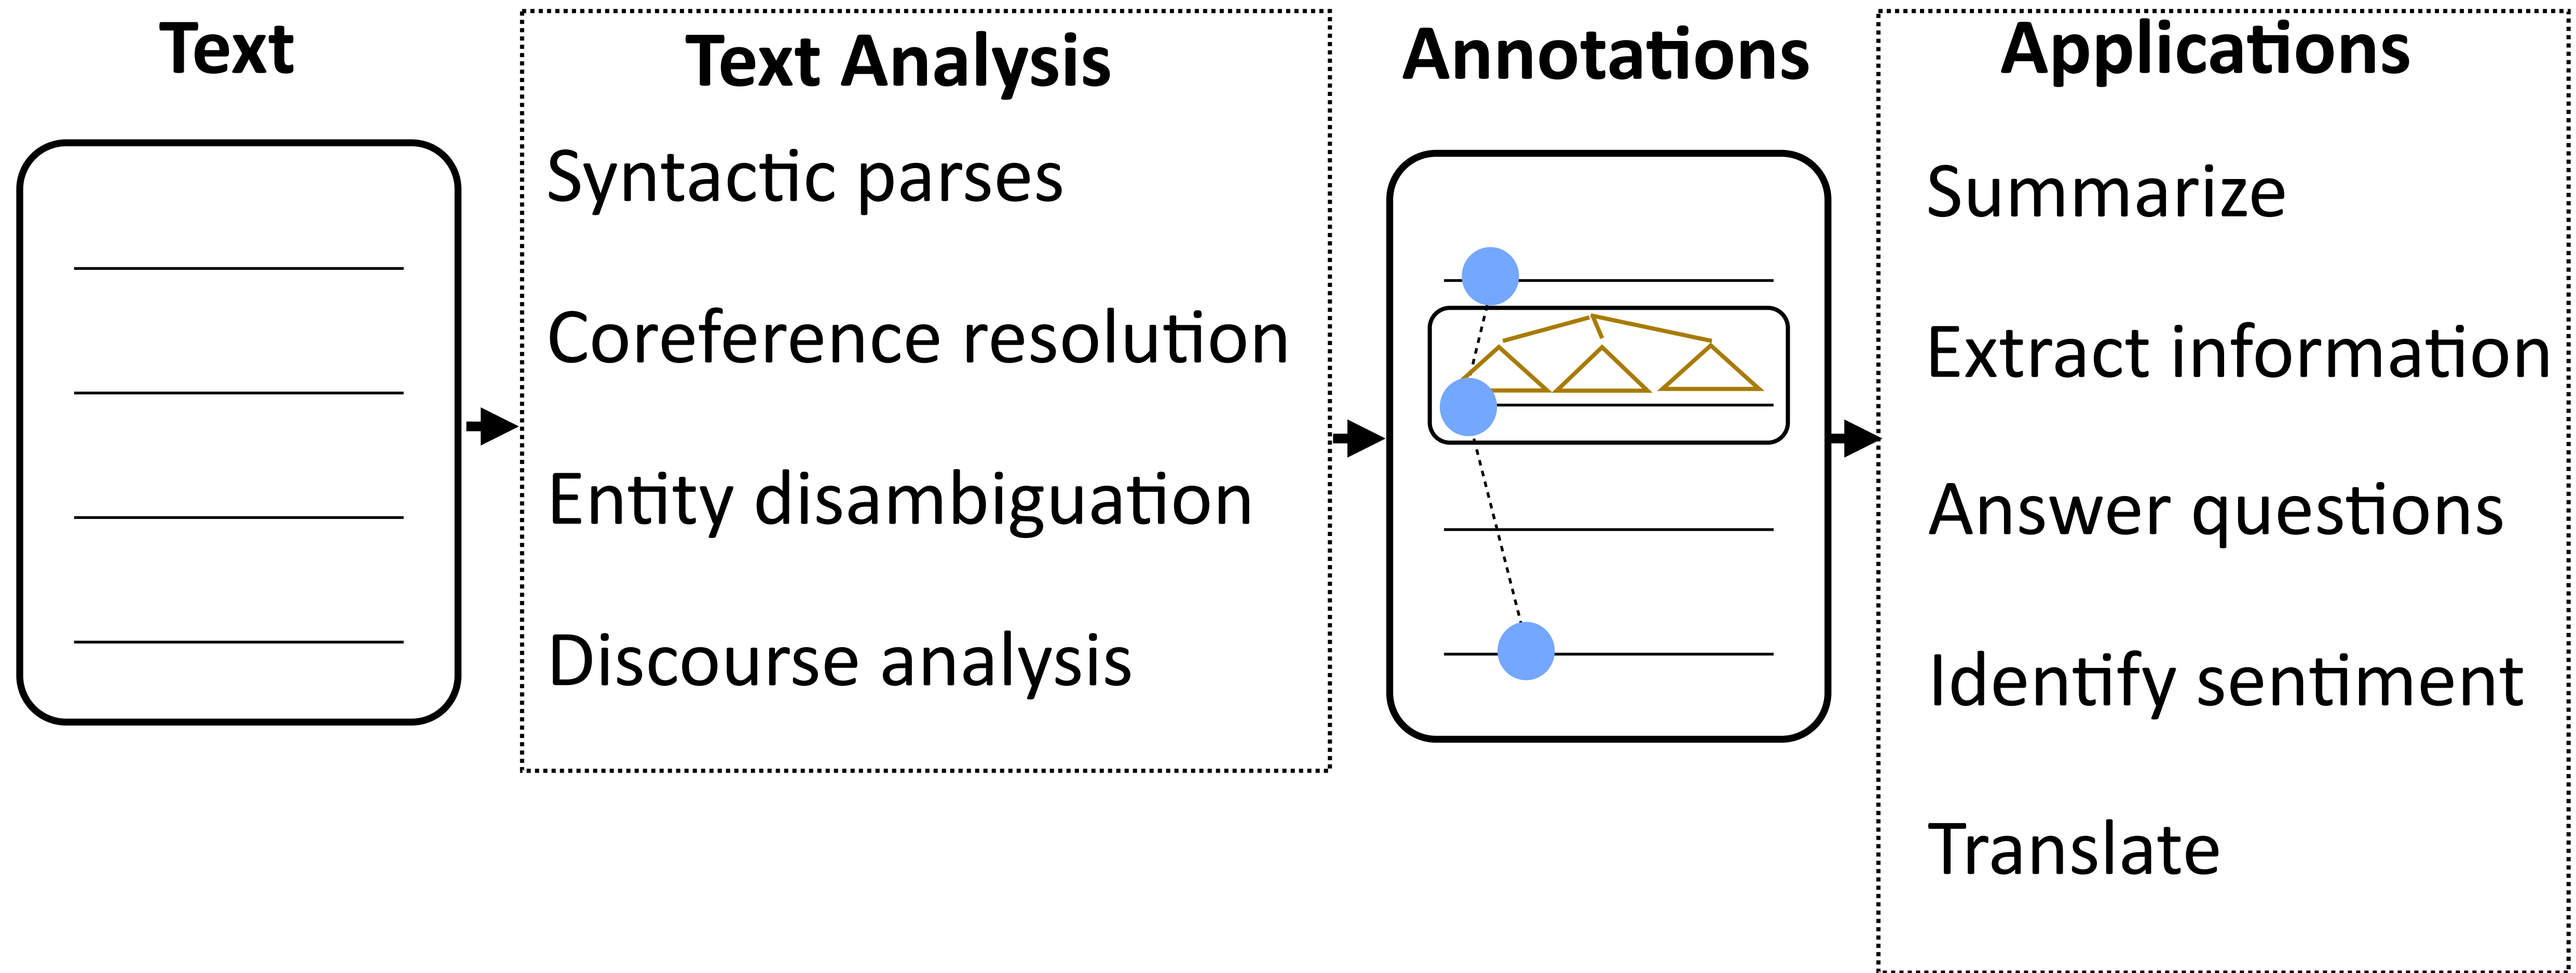 Text
Text Analysis
Syntactic parses
Coreference resolution
Entity disambiguation
Discourse analysis
Annotations
Applications
Summarize
Extract information
Answer questions
Identify sentiment
Translate